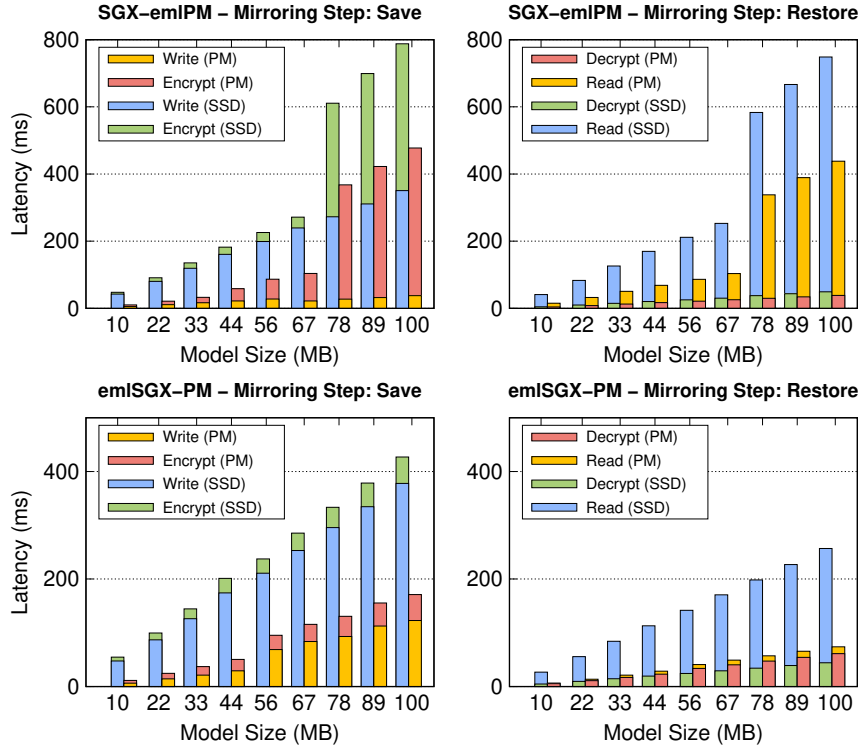 SGX-emlPM – Mirroring Step: Save
800
600
400
200
0
Latency (ms)
Write (PM)
Encrypt (PM)
Write (SSD)
Encrypt (SSD)
10 22 33 44 56 67 78 89 100
Model Size (MB)
SGX-emlPM – Mirroring Step: Restore
800
600
400
200
0
Decrypt (PM)
Read (PM)
Decrypt (SSD)
Read (SSD)
10 22 33 44 56 67 78 89 100
Model Size (MB)
emlSGX-PM – Mirroring Step: Save
400
200
0
Latency (ms)
Write (PM)
Encrypt (PM)
Write (SSD)
Encrypt (SSD)
10 22 33 44 56 67 78 89 100
Model Size (MB)
emlSGX-PM – Mirroring Step: Restore
400
200
0
Decrypt (PM)
Read (PM)
Decrypt (SSD)
Read (SSD)
10 22 33 44 56 67 78 89 100
Model Size (MB)